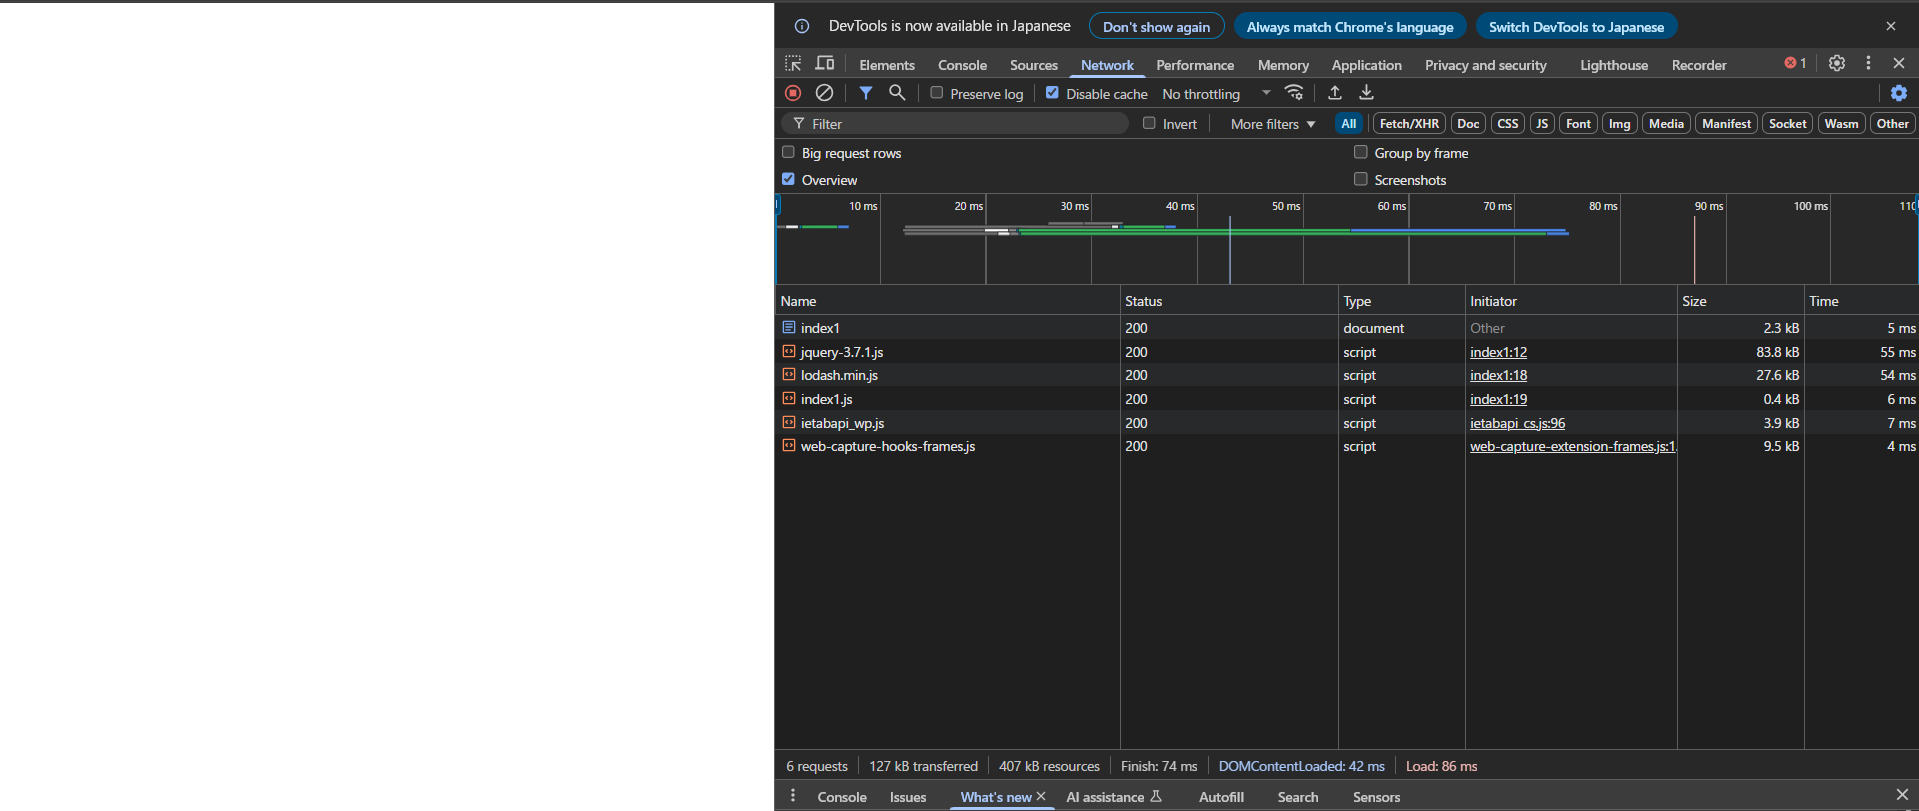 DevTools is now available in Japanese Don't show again Always match Chrome's language Switch DevTools to Japanese
Elements Console Sources Network Performance Memory Application Privacy and security Lighthouse Recorder 1
Preserve log Disable cache No throttling
Filter Invert More filters All Fetch/XHR Doc CSS JS Font Img Media Manifest Socket Wasm Other
Big request rows Group by frame
Overview Screenshots
10 ms 20 ms 30 ms 40 ms 50 ms 60 ms 70 ms 80 ms 90 ms 100 ms 110
Name Status Type Initiator Size Time
index1 200 document Other 2.3 kB 5 ms
jquery-3.7.1.js 200 script index1:12 83.8 kB 55 ms
lodash.min.js 200 script index1:18 27.6 kB 54 ms
index1.js 200 script index1:19 0.4 kB 6 ms
ietabapi_wp.js 200 script ietabapi_cs.js:96 3.9 kB 7 ms
web-capture-hooks-frames.js 200 script web-capture-extension-frames.js:1. 9.5 kB 4 ms
6 requests 127 kB transferred 407 kB resources Finish: 74 ms DOMContentLoaded: 42 ms Load: 86 ms
Console Issues What's new AI assistance Autofill Search Sensors